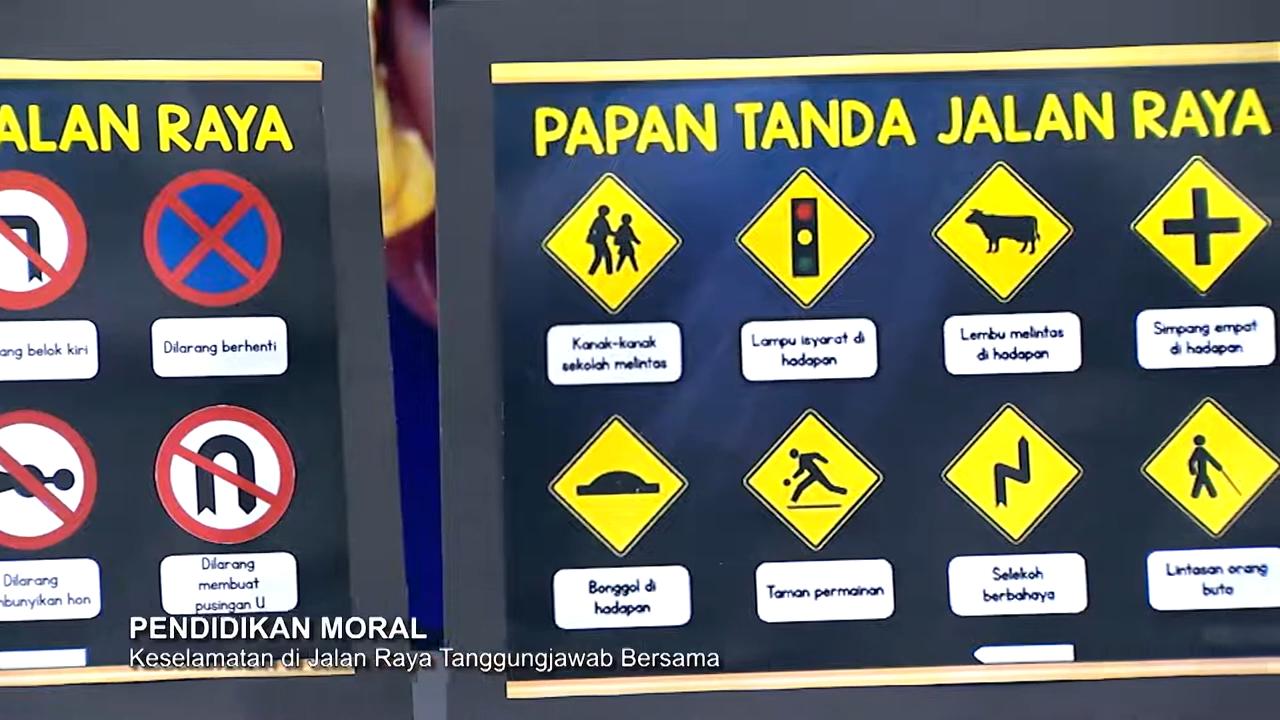 ALAN RAYA
ang belok kiri
Dilarang berhenti
Dilarang
bunyikan hon
Dilarang
membuat
pusingan U
PAPAN TANDA JALAN RAYA
Kanak-kanak
sekolah melintas
Lampu isyarat di
hadapan
Lembu melintas
di hadapan
Simpang empat
di hadapan
Bonggol di
hadapan
Taman permainan
Selekoh
berbahaya
Lintasan orang
buta
PENDIDIKAN MORAL
Keselamatan di Jalan Raya Tanggungjawab Bersama